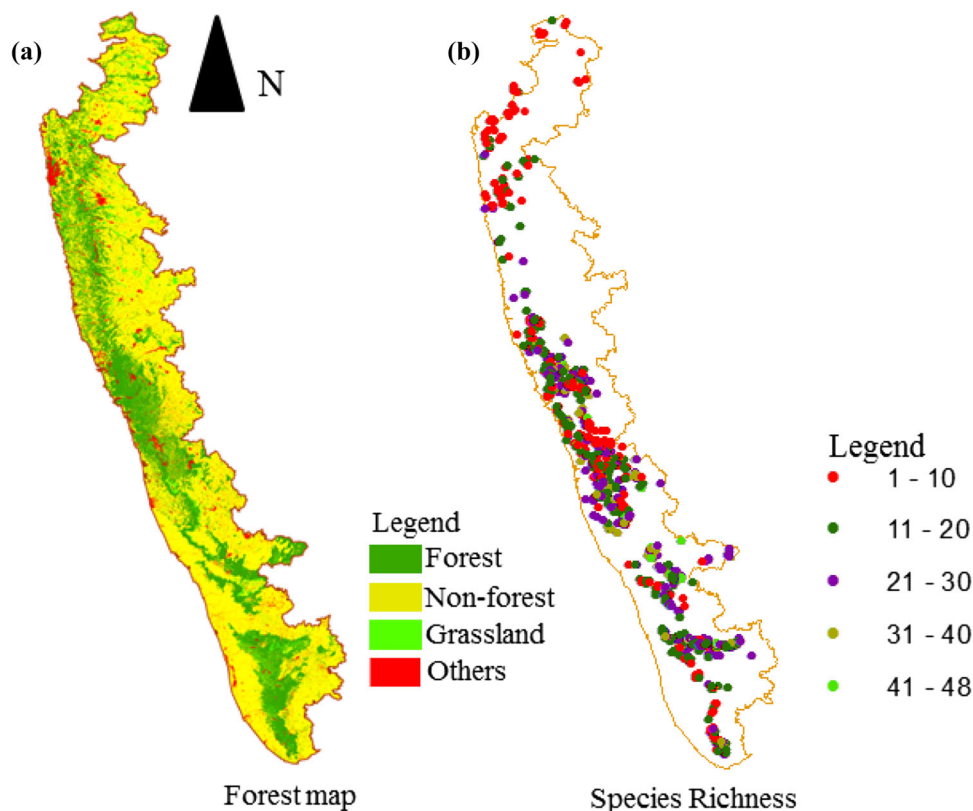 (a)
N
Legend
Forest
Non-forest
Grassland
Others
Forest map
(b)
Legend
1 - 10
11 - 20
21 - 30
31 - 40
41 - 48
Species Richness